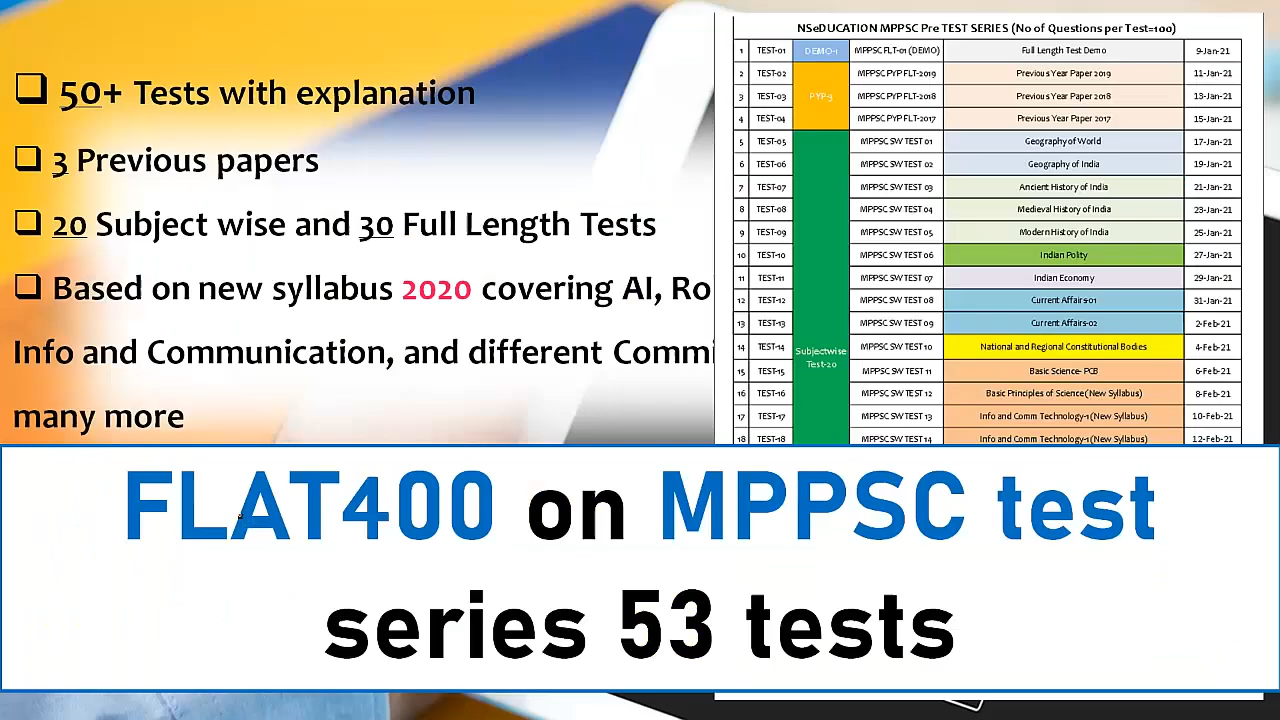 50+ Tests with explanation
3 Previous papers
20 Subject wise and 30 Full Length Tests
Based on new syllabus 2020 covering AI, Ro
Info and Communication, and different Commi
many more
NSeDUCATION MPPSC Pre TEST SERIES (No of Questions per Test=100)
1 TEST-01 DEMO-1 MPPSC FLT-01 (DEMO) Full Length Test Demo 9-Jan-21
2 TEST-02 MPPSC PYP FLT-2019 Previous Year Paper 2019 11-Jan-21
3 TEST-03 PYP-3 MPPSC PYP FLT-2018 Previous Year Paper 2018 13-Jan-21
4 TEST-04 MPPSC PYP FLT-2017 Previous Year Paper 2017 15-Jan-21
5 TEST-05 MPPSC SW TEST 01 Geography of World 17-Jan-21
6 TEST-06 MPPSC SW TEST 02 Geography of India 19-Jan-21
7 TEST-07 MPPSC SW TEST 03 Ancient History of India 21-Jan-21
8 TEST-08 MPPSC SW TEST 04 Medieval History of India 23-Jan-21
9 TEST-09 MPPSC SW TEST 05 Modern History of India 25-Jan-21
10 TEST-10 MPPSC SW TEST 06 Indian Polity 27-Jan-21
11 TEST-11 MPPSC SW TEST 07 Indian Economy 29-Jan-21
12 TEST-12 MPPSC SW TEST 08 Current Affairs-01 31-Jan-21
13 TEST-13 MPPSC SW TEST 09 Current Affairs-02 2-Feb-21
14 TEST-14 Subjectwise Test-20 MPPSC SW TEST 10 National and Regional Constitutional Bodies 4-Feb-21
15 TEST-15 MPPSC SW TEST 11 Basic Science- PCB 6-Feb-21
16 TEST-16 MPPSC SW TEST 12 Basic Principles of Science (New Syllabus) 8-Feb-21
17 TEST-17 MPPSC SW TEST 13 Info and Comm Technology-1 (New Syllabus) 10-Feb-21
18 TEST-18 MPPSC SW TEST 14 Info and Comm Technology-1 (New Syllabus) 12-Feb-21
FLAT400 on MPPSC test
series 53 tests